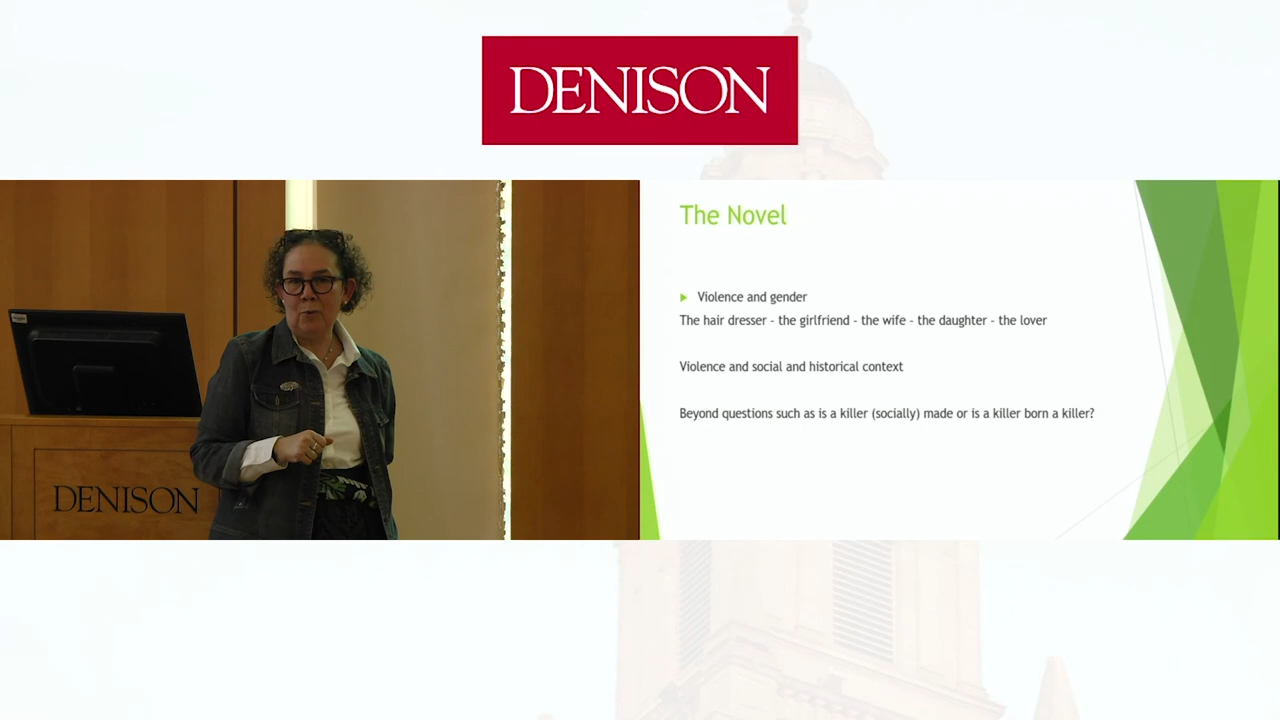 DENISON
DENISON
The Novel
Violence and gender
The hair dresser - the girlfriend - the wife - the daughter - the lover
Violence and social and historical context
Beyond questions such as is a killer (socially) made or is a killer born a killer?